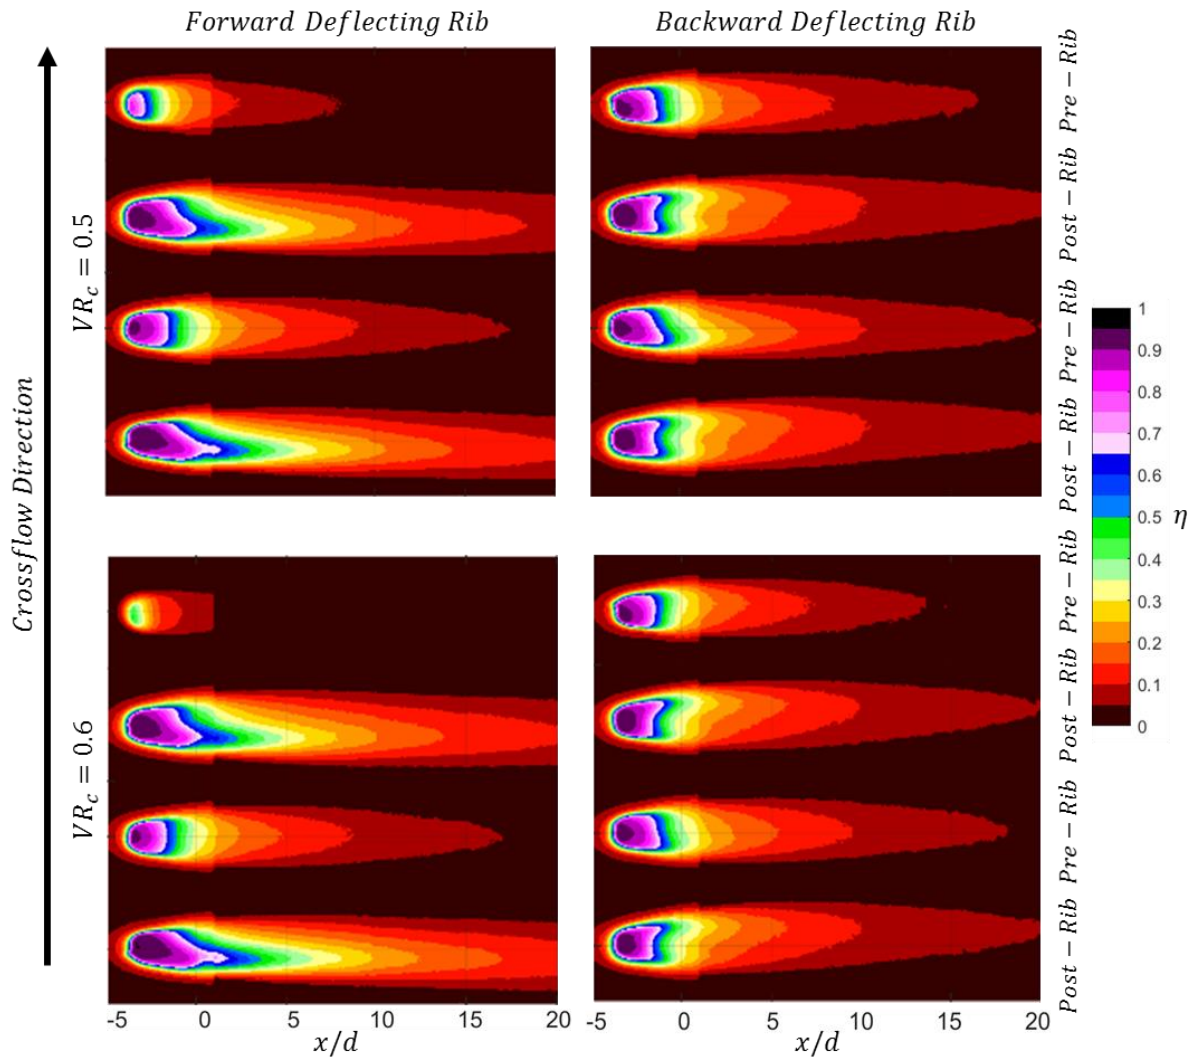 Forward Deflecting Rib
Backward Deflecting Rib
Crossflow Direction
VR_c = 0.5
VR_c = 0.6
Pre − Rib
Post − Rib
Pre − Rib
Post − Rib
Pre − Rib
Post − Rib
Pre − Rib
Post − Rib
1
0.9
0.8
0.7
0.6
0.5
0.4
0.3
0.2
0.1
0
η
-5 0 5 10 15 20
x/d
-5 0 5 10 15 20
x/d